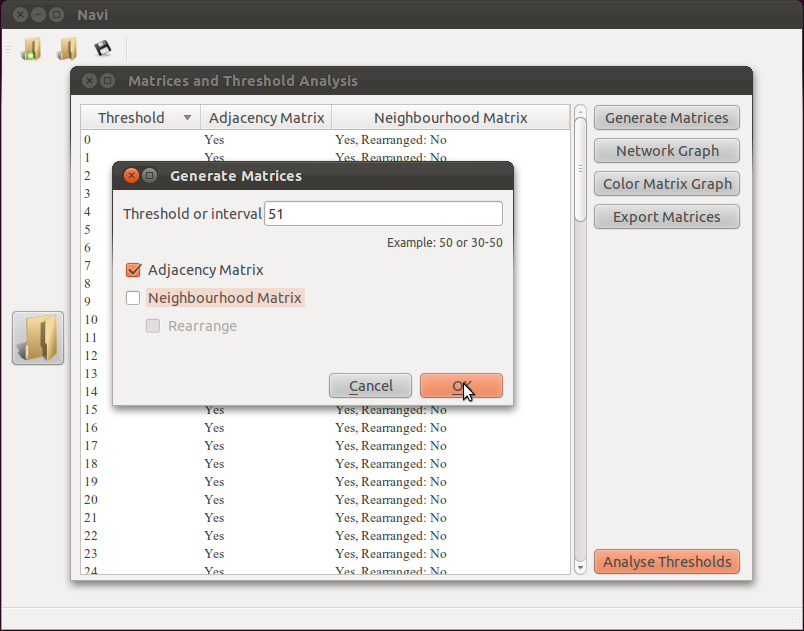 Navi
Matrices and Threshold Analysis
Threshold Adjacency Matrix Neighbourhood Matrix
0 Yes Yes, Rearranged: No
1 Yes Yes, Rearranged: No
2
3
4
5
6
7
8
9
10
11
12
13
14
15 Yes Yes, Rearranged: No
16 Yes Yes, Rearranged: No
17 Yes Yes, Rearranged: No
18 Yes Yes, Rearranged: No
19 Yes Yes, Rearranged: No
20 Yes Yes, Rearranged: No
21 Yes Yes, Rearranged: No
22 Yes Yes, Rearranged: No
23 Yes Yes, Rearranged: No
24 Yes Yes, Rearranged: No
Generate Matrices
Threshold or interval 51
Example: 50 or 30-50
Adjacency Matrix
Neighbourhood Matrix
Rearrange
Cancel OK
Generate Matrices
Network Graph
Color Matrix Graph
Export Matrices
Analyse Thresholds